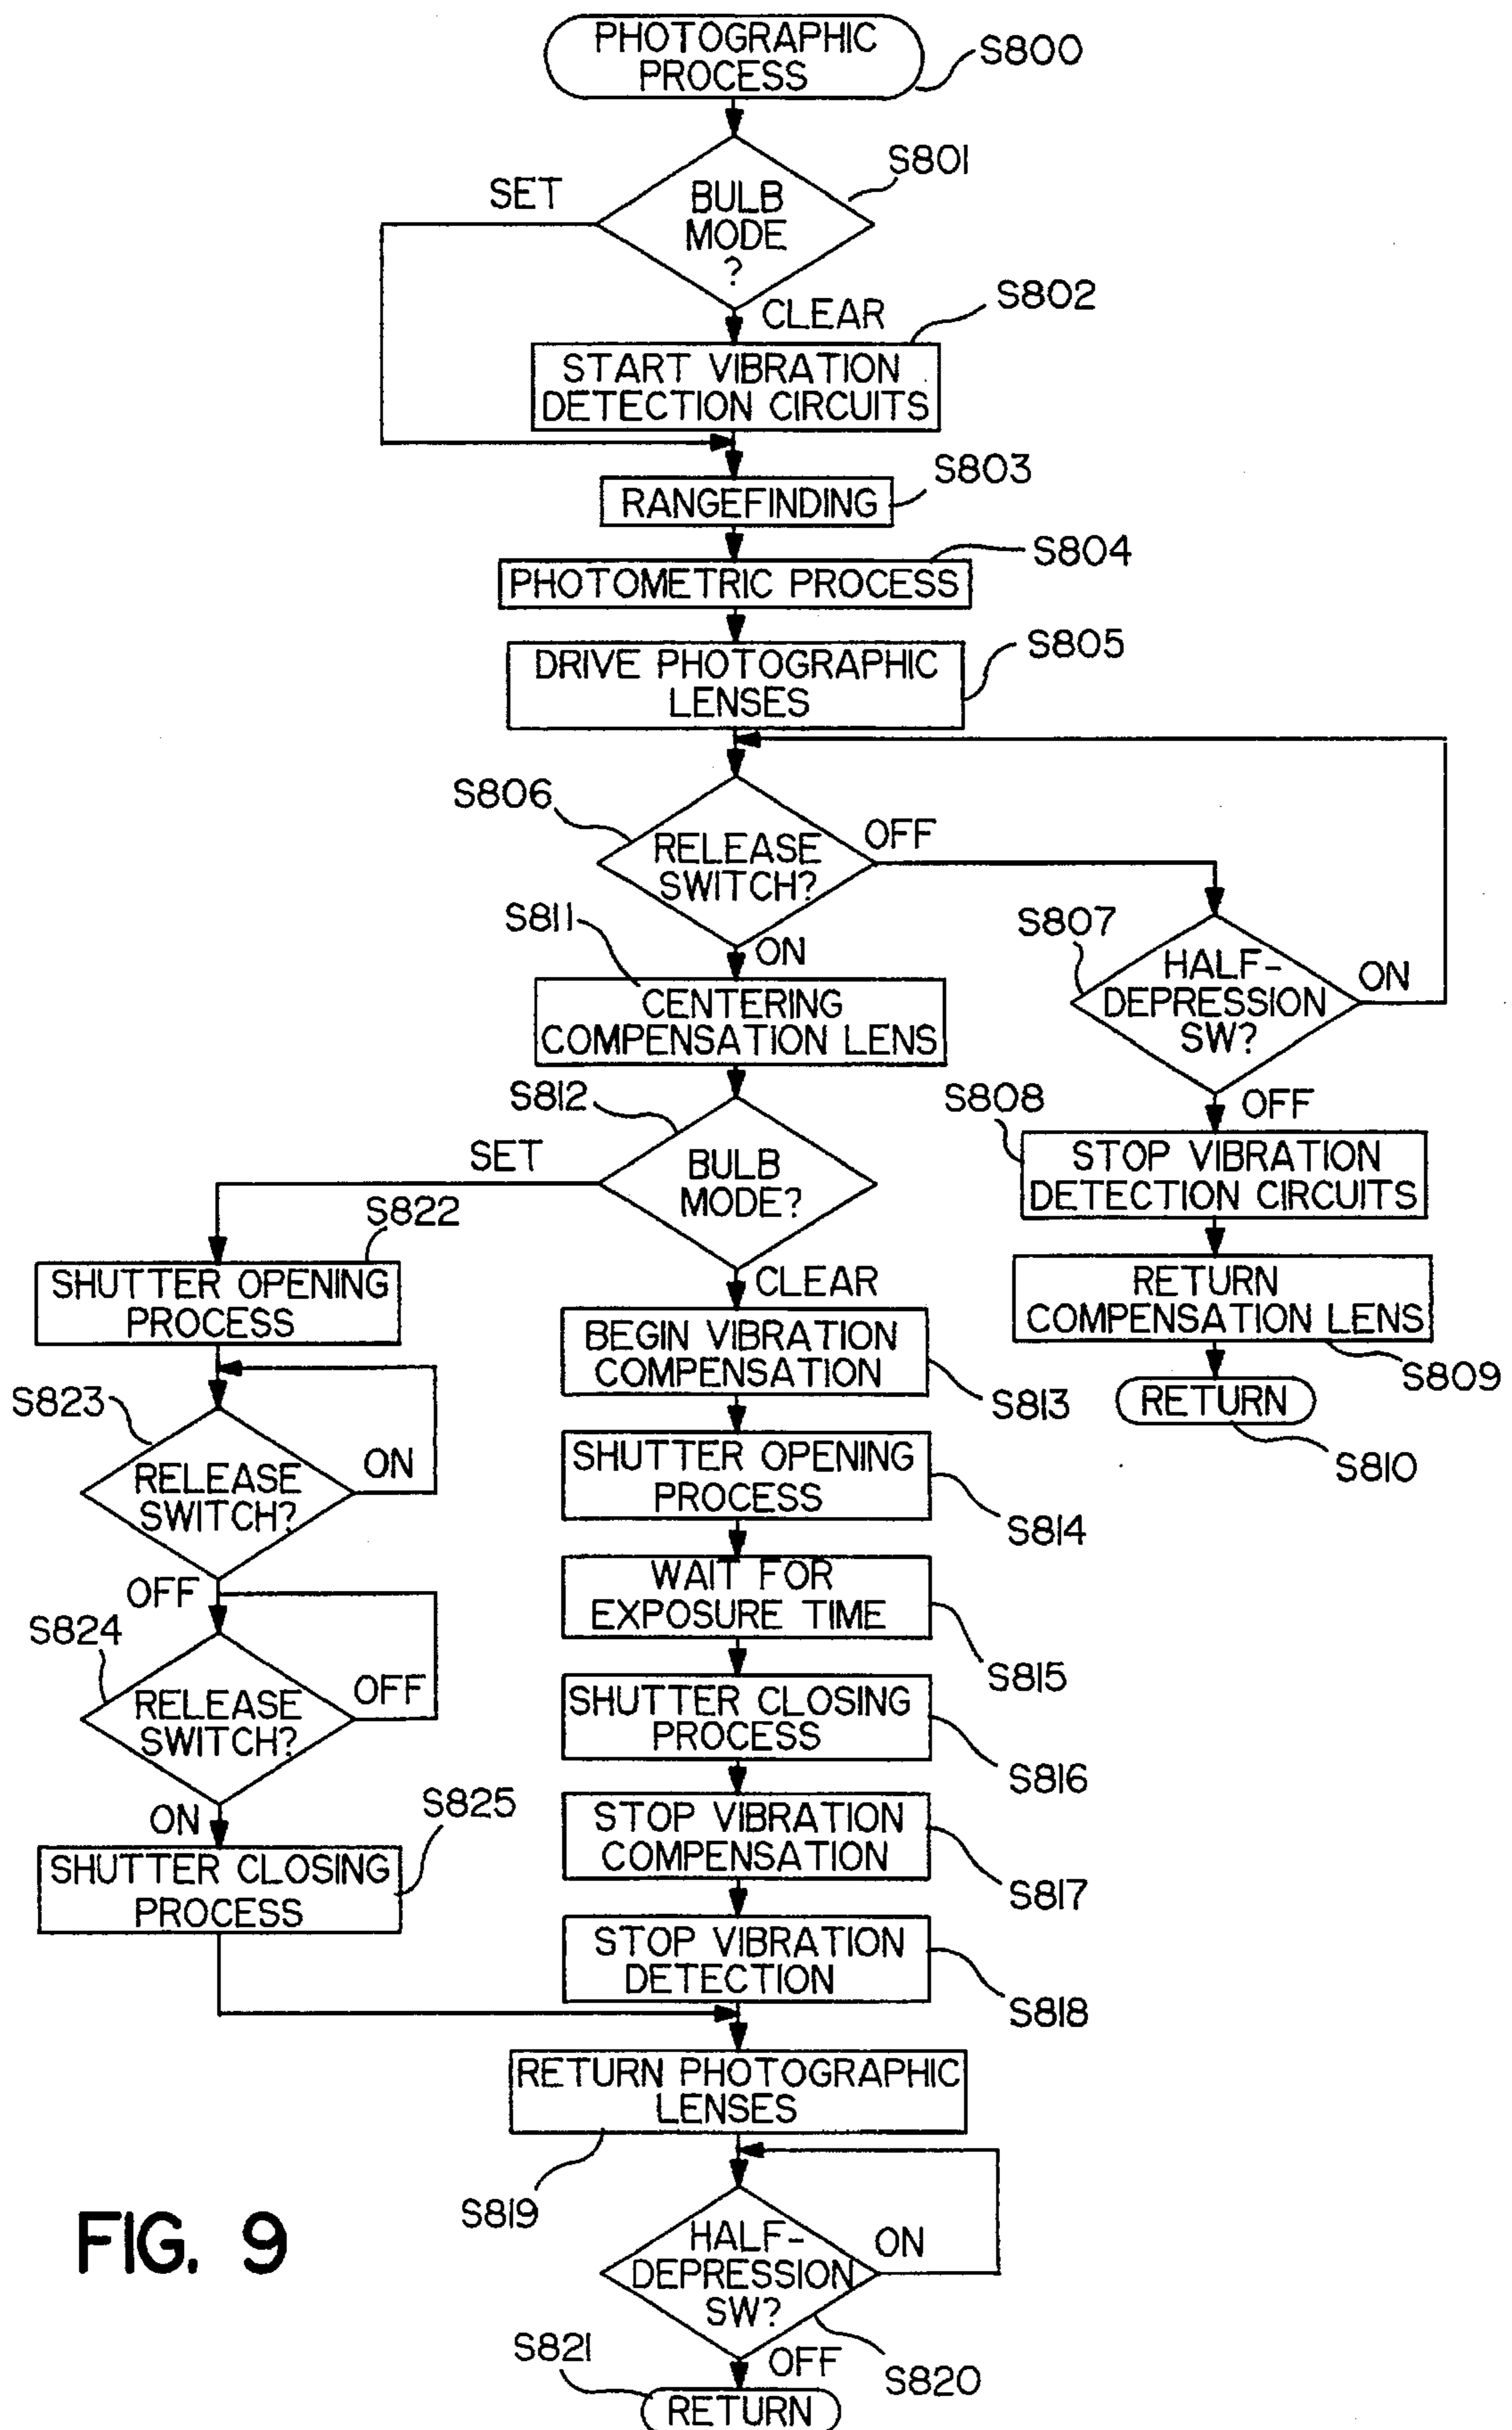 PHOTOGRAPHIC
PROCESS
S800
S801
SET
BULB
MODE
?
CLEAR
S802
START VIBRATION
DETECTION CIRCUITS
S803
RANGEFINDING
S804
PHOTOMETRIC PROCESS
S805
DRIVE PHOTOGRAPHIC
LENSES
S806
RELEASE
SWITCH?
OFF
ON
S807
HALF-
DEPRESSION
SW?
ON
OFF
S808
STOP VIBRATION
DETECTION CIRCUITS
RETURN
COMPENSATION LENS
S809
RETURN
S810
S811
CENTERING
COMPENSATION LENS
S812
BULB
MODE?
SET
CLEAR
BEGIN VIBRATION
COMPENSATION
S813
SHUTTER OPENING
PROCESS
S814
WAIT FOR
EXPOSURE TIME
S815
SHUTTER CLOSING
PROCESS
S816
STOP VIBRATION
COMPENSATION
S817
STOP VIBRATION
DETECTION
S818
S822
SHUTTER OPENING
PROCESS
S823
RELEASE
SWITCH?
ON
OFF
S824
RELEASE
SWITCH?
OFF
ON
S825
SHUTTER CLOSING
PROCESS
RETURN PHOTOGRAPHIC
LENSES
S819
HALF-
DEPRESSION
SW?
ON
S820
OFF
S821
RETURN
FIG. 9